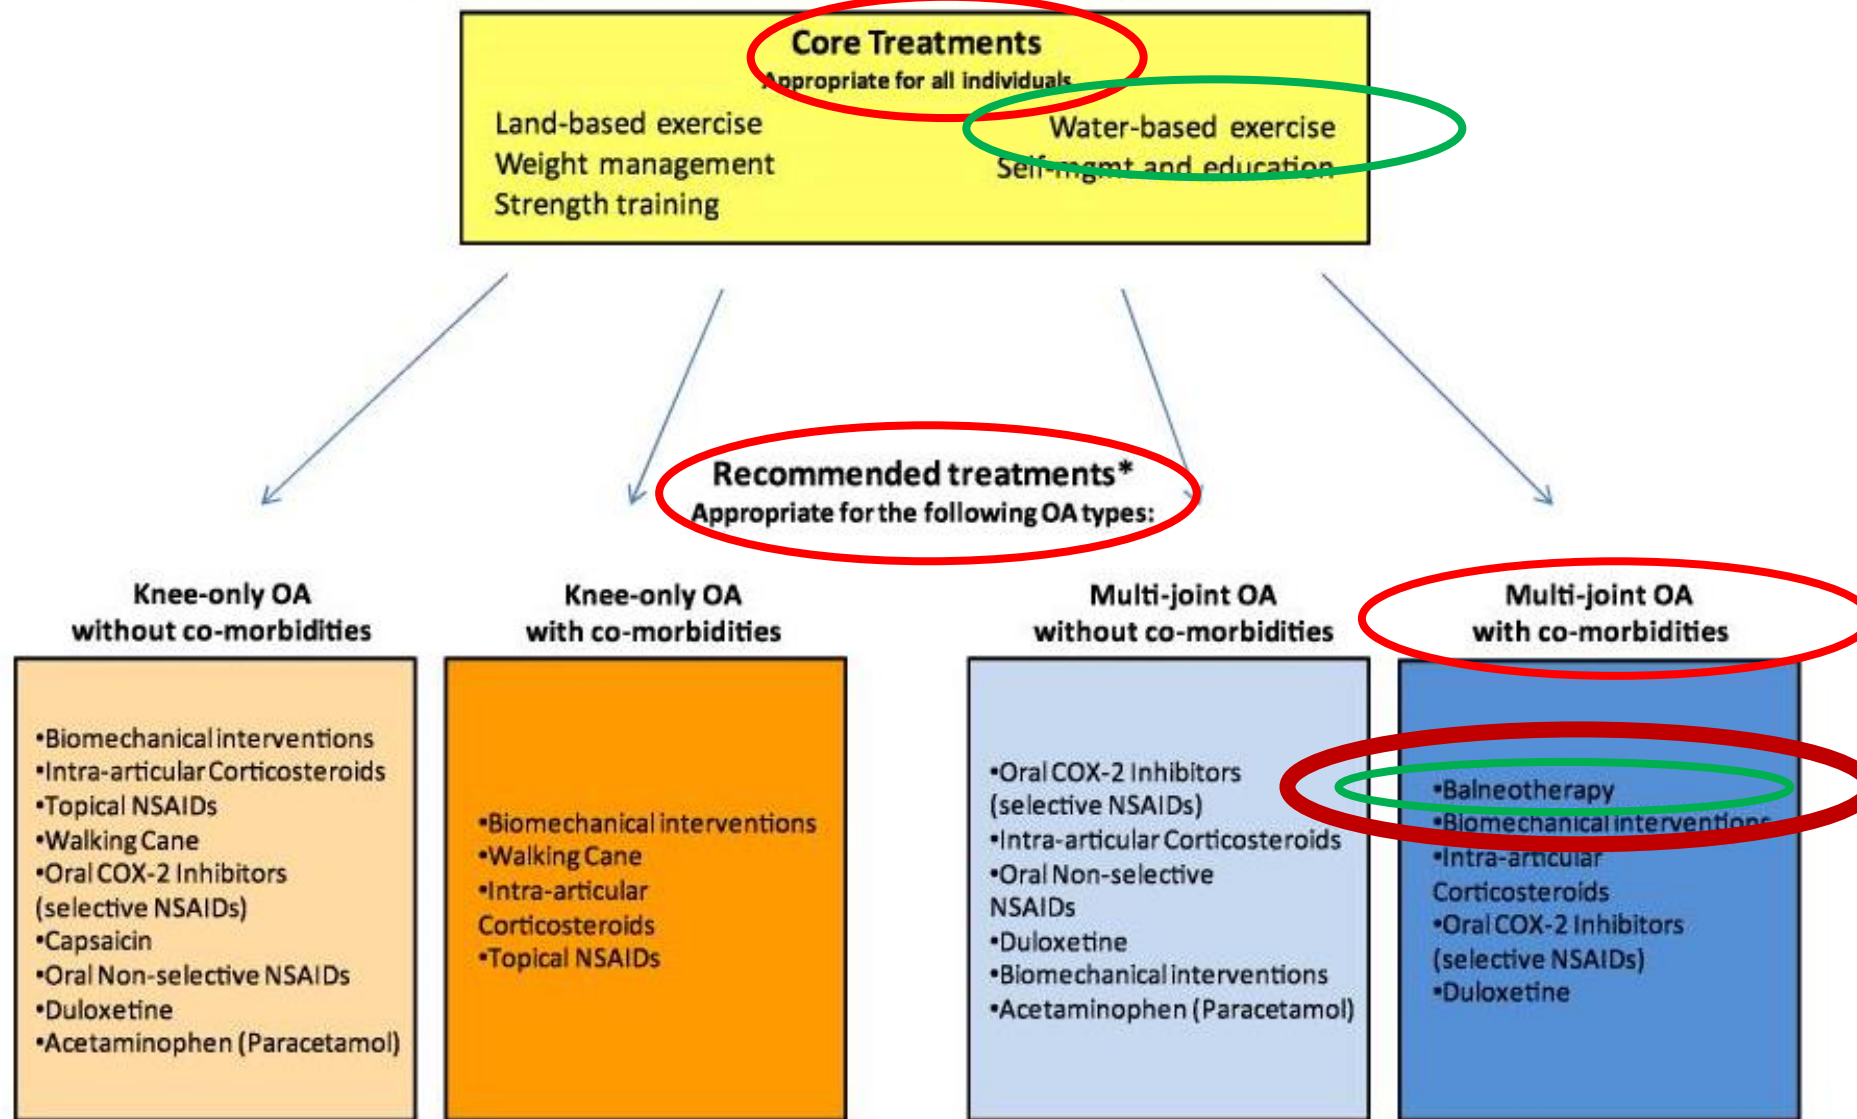 Core Treatments
Appropriate for all individuals
Land-based exercise
Weight management
Strength training
Water-based exercise
Self-mgmt and education
Recommended treatments*
Appropriate for the following OA types:
Knee-only OA
without co-morbidities
•Biomechanical interventions
•Intra-articular Corticosteroids
•Topical NSAIDs
•Walking Cane
•Oral COX-2 Inhibitors
(selective NSAIDs)
•Capsaicin
•Oral Non-selective NSAIDs
•Duloxetine
•Acetaminophen (Paracetamol)
Knee-only OA
with co-morbidities
•Biomechanical interventions
•Walking Cane
•Intra-articular
Corticosteroids
•Topical NSAIDs
Multi-joint OA
without co-morbidities
•Oral COX-2 Inhibitors
(selective NSAIDs)
•Intra-articular Corticosteroids
•Oral Non-selective
NSAIDs
•Duloxetine
•Biomechanical interventions
•Acetaminophen (Paracetamol)
Multi-joint OA
with co-morbidities
•Balneotherapy
•Biomechanical interventions
•Intra-articular
Corticosteroids
•Oral COX-2 Inhibitors
(selective NSAIDs)
•Duloxetine